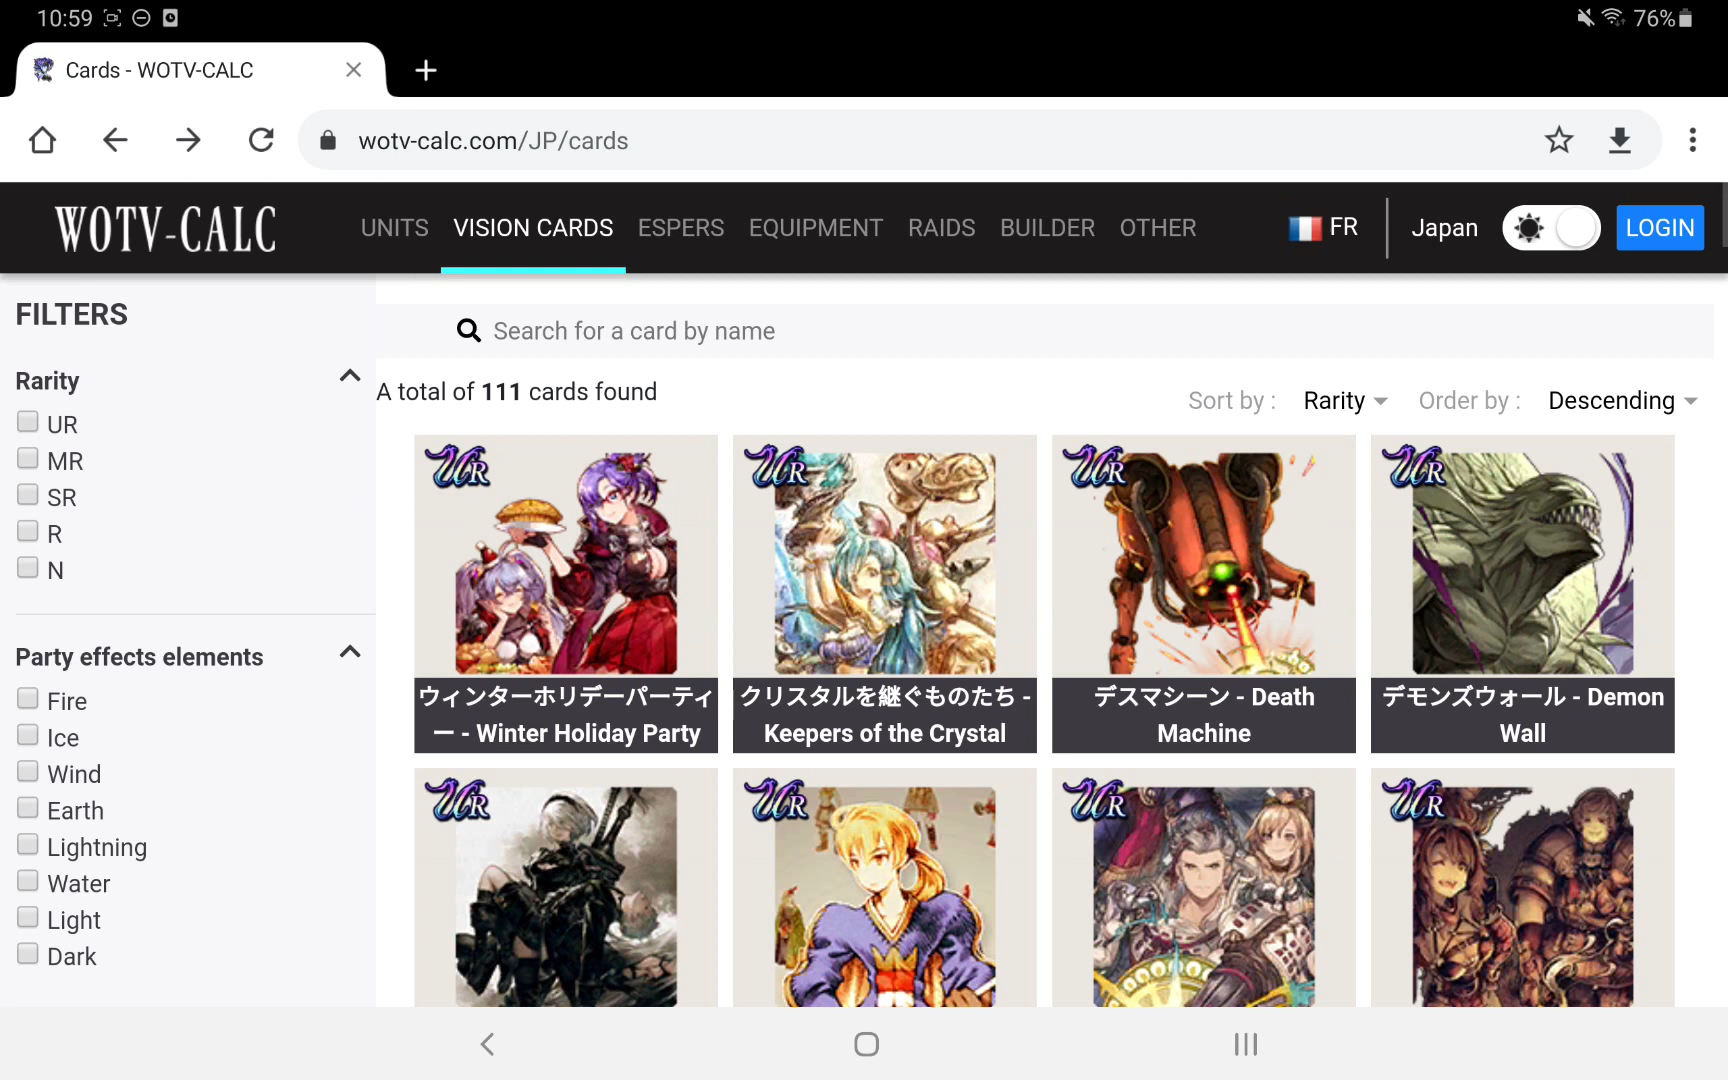 10:59
76%
Cards - WOTV-CALC
wotv-calc.com/JP/cards
WOTV-CALC
UNITS VISION CARDS ESPERS EQUIPMENT RAIDS BUILDER OTHER
FR
Japan
LOGIN
FILTERS
Rarity
UR
MR
SR
R
N
Party effects elements
Fire
Ice
Wind
Earth
Lightning
Water
Light
Dark
Search for a card by name
A total of 111 cards found
Sort by : Rarity Order by : Descending
UR
UR
UR
UR
ウィンターホリデーパーティ
ー - Winter Holiday Party
クリスタルを継ぐものたち -
Keepers of the Crystal
デスマシーン - Death
Machine
デモンズウォール - Demon
Wall
UR
UR
UR
UR